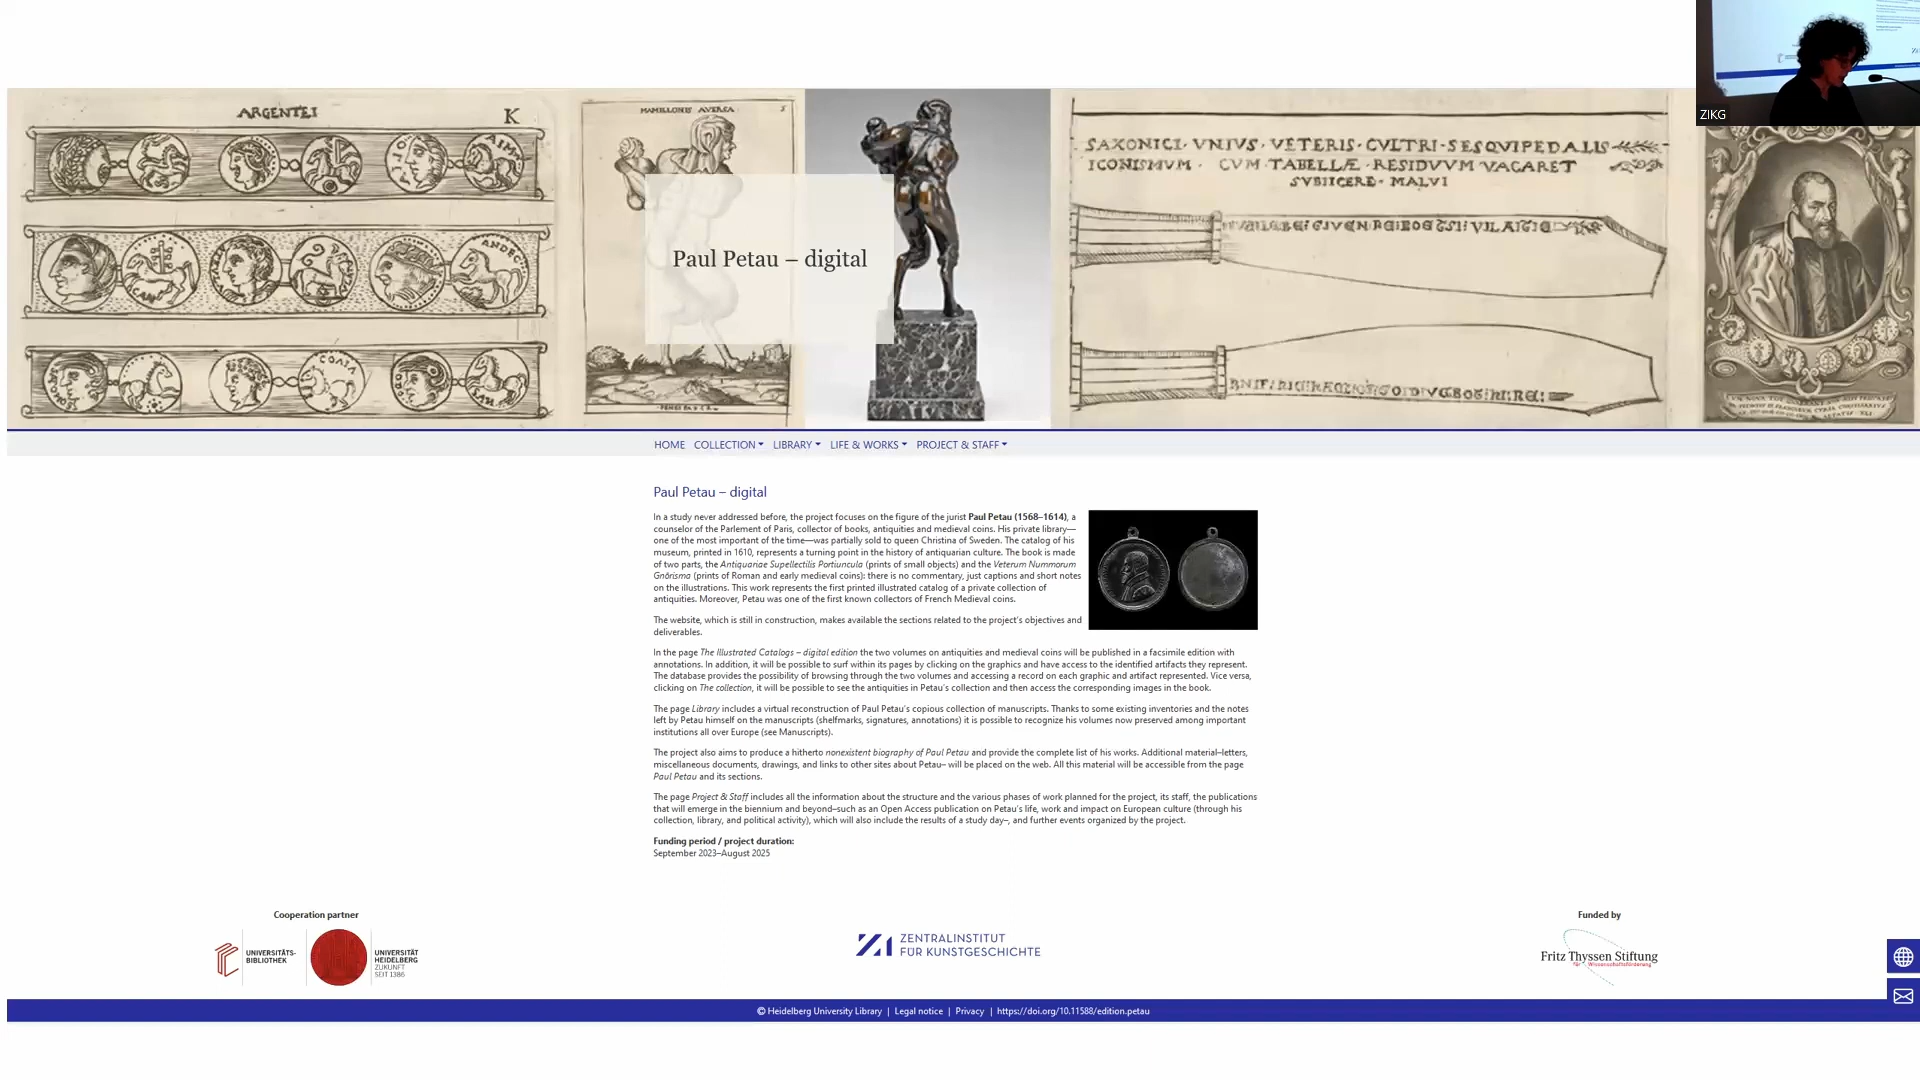 ZIKG
ARGENTEI
K
MAMILLONIS AVERSA
SAXONICI · VNIVS · VETERIS · CVLTRI · SESQVIPEDALIS
ICONISMVM · CVM · TABELLÆ · RESIDVVM · VACARET
SVBIICERE · MALVI
Paul Petau – digital
HOME COLLECTION LIBRARY LIFE & WORKS PROJECT & STAFF
Paul Petau – digital
In a study never addressed before, the project focuses on the figure of the jurist Paul Petau (1568–1614), a
counselor of the Parlement of Paris, collector of books, antiquities and medieval coins. His private library—
one of the most important of the time—was partially sold to queen Christina of Sweden. The catalog of his
museum, printed in 1610, represents a turning point in the history of antiquarian culture. The book is made
of two parts, the Antiquariae Supellectilis Portiuncula (prints of small objects) and the Veterum Nummorum
Gnōrisma (prints of Roman and early medieval coins): there is no commentary, just captions and short notes
on the illustrations. This work represents the first printed illustrated catalog of a private collection of
antiquities. Moreover, Petau was one of the first known collectors of French Medieval coins.
The website, which is still in construction, makes available the sections related to the project's objectives and
deliverables.
In the page The Illustrated Catalogs – digital edition the two volumes on antiquities and medieval coins will be published in a facsimile edition with
annotations. In addition, it will be possible to surf within its pages by clicking on the graphics and have access to the identified artifacts they represent.
The database provides the possibility of browsing through the two volumes and accessing a record on each graphic and artifact represented. Vice versa,
clicking on The collection, it will be possible to see the antiquities in Petau's collection and then access the corresponding images in the book.
The page Library includes a virtual reconstruction of Paul Petau's copious collection of manuscripts. Thanks to some existing inventories and the notes
left by Petau himself on the manuscripts (shelfmarks, signatures, annotations) it is possible to recognize his volumes now preserved among important
institutions all over Europe (see Manuscripts).
The project also aims to produce a hitherto nonexistent biography of Paul Petau and provide the complete list of his works. Additional material–letters,
miscellaneous documents, drawings, and links to other sites about Petau– will be placed on the web. All this material will be accessible from the page
Paul Petau and its sections.
The page Project & Staff includes all the information about the structure and the various phases of work planned for the project, its staff, the publications
that will emerge in the biennium and beyond–such as an Open Access publication on Petau's life, work and impact on European culture (through his
collection, library, and political activity), which will also include the results of a study day–, and further events organized by the project.
Funding period / project duration:
September 2023–August 2025
Cooperation partner
UNIVERSITÄTS-
BIBLIOTHEK
UNIVERSITÄT
HEIDELBERG
ZUKUNFT
SEIT 1386
ZENTRALINSTITUT
FÜR KUNSTGESCHICHTE
Funded by
Fritz Thyssen Stiftung
für Wissenschaftsförderung
© Heidelberg University Library | Legal notice | Privacy | https://doi.org/10.11588/edition.petau